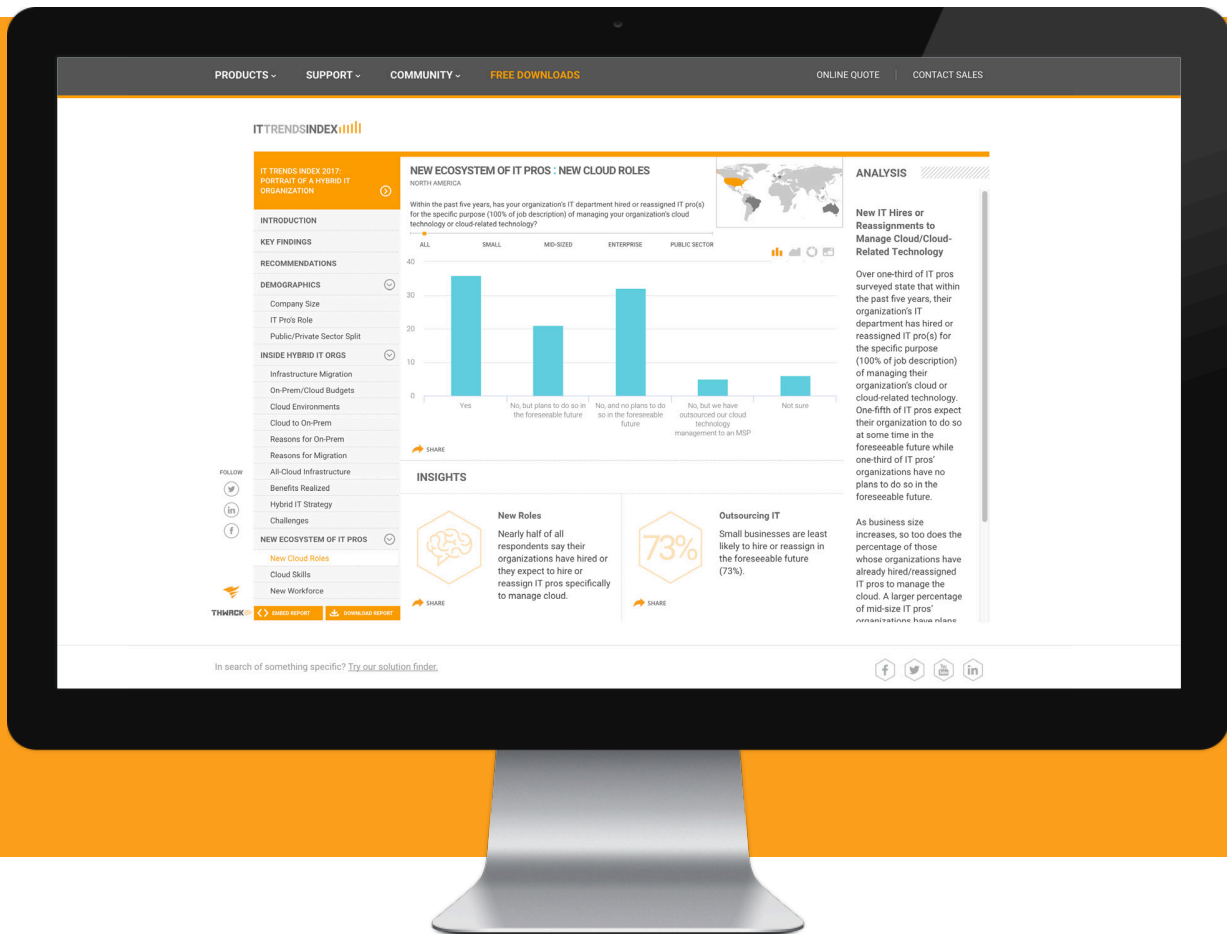 PRODUCTS SUPPORT COMMUNITY FREE DOWNLOADS ONLINE QUOTE CONTACT SALES
ITTRENDSINDEX
IT TRENDS INDEX 2017:
PORTRAIT OF A HYBRID IT
ORGANIZATION
INTRODUCTION
KEY FINDINGS
RECOMMENDATIONS
DEMOGRAPHICS
Company Size
IT Pro's Role
Public/Private Sector Split
INSIDE HYBRID IT ORGS
Infrastructure Migration
On-Prem/Cloud Budgets
Cloud Environments
Cloud to On-Prem
Reasons for On-Prem
Reasons for Migration
All-Cloud Infrastructure
Benefits Realized
Hybrid IT Strategy
Challenges
NEW ECOSYSTEM OF IT PROS
New Cloud Roles
Cloud Skills
New Workforce
EMBED REPORT
DOWNLOAD REPORT
FOLLOW
THWACK
NEW ECOSYSTEM OF IT PROS : NEW CLOUD ROLES
NORTH AMERICA
Within the past five years, has your organization's IT department hired or reassigned IT pro(s)
for the specific purpose (100% of job description) of managing your organization's cloud
technology or cloud-related technology?
ALL SMALL MID-SIZED ENTERPRISE PUBLIC SECTOR
40
30
20
10
0
Yes
No, but plans to do so in
the foreseeable future
No, and no plans to do
so in the foreseeable
future
No, but we have
outsourced our cloud
technology
management to an MSP
Not sure
SHARE
INSIGHTS
New Roles
Nearly half of all
respondents say their
organizations have hired or
they expect to hire or
reassign IT pros specifically
to manage cloud.
SHARE
73%
Outsourcing IT
Small businesses are least
likely to hire or reassign in
the foreseeable future
(73%).
SHARE
ANALYSIS
New IT Hires or
Reassignments to
Manage Cloud/Cloud-
Related Technology
Over one-third of IT pros
surveyed state that within
the past five years, their
organization's IT
department has hired or
reassigned IT pro(s) for
the specific purpose
(100% of job description)
of managing their
organization's cloud or
cloud-related technology.
One-fifth of IT pros expect
their organization to do so
at some time in the
foreseeable future while
one-third of IT pros'
organizations have no
plans to do so in the
foreseeable future.
As business size
increases, so too does the
percentage of those
whose organizations have
already hired/reassigned
IT pros to manage the
cloud. A larger percentage
of mid-size IT pros'
organizations have plans
In search of something specific? Try our solution finder.
f
You
Tube
in